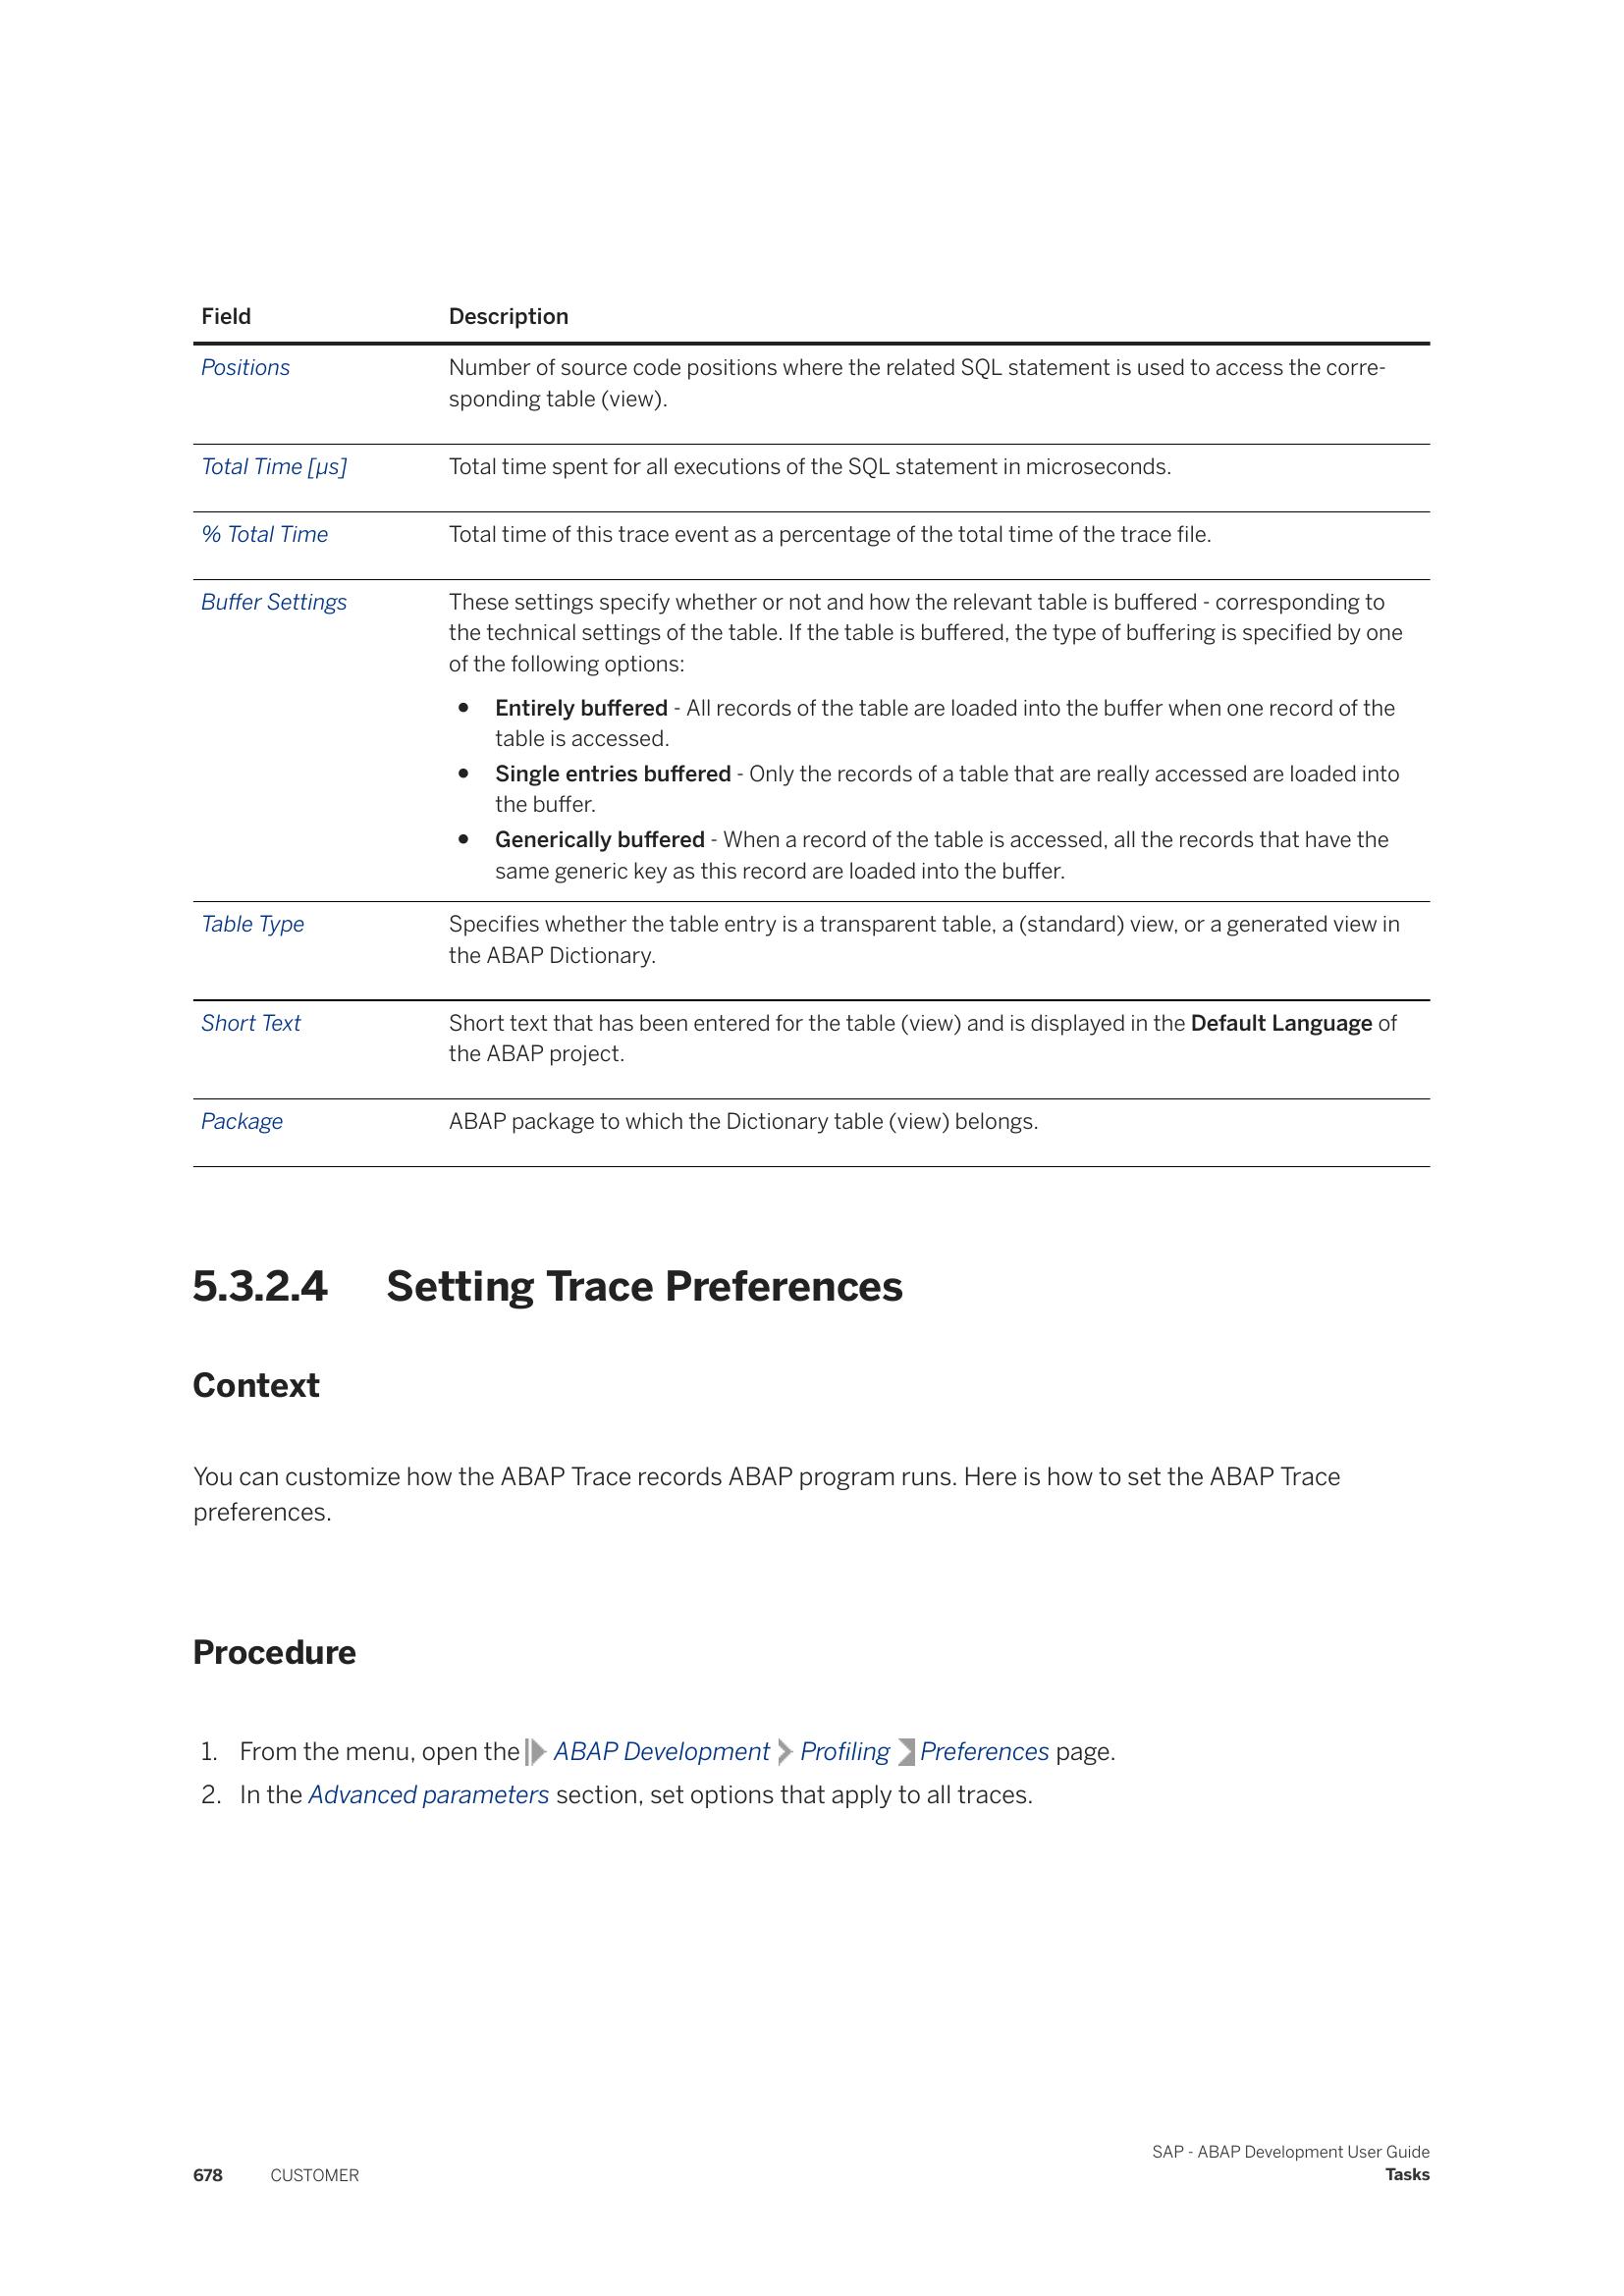 Field Description
Positions Number of source code positions where the related SQL statement is used to access the corre-
sponding table (view).
Total Time [µs] Total time spent for all executions of the SQL statement in microseconds.
% Total Time Total time of this trace event as a percentage of the total time of the trace file.
Buffer Settings These settings specify whether or not and how the relevant table is buffered - corresponding to
the technical settings of the table. If the table is buffered, the type of buffering is specified by one
of the following options:
● Entirely buffered - All records of the table are loaded into the buffer when one record of the
table is accessed.
● Single entries buffered - Only the records of a table that are really accessed are loaded into
the buffer.
● Generically buffered - When a record of the table is accessed, all the records that have the
same generic key as this record are loaded into the buffer.
Table Type Specifies whether the table entry is a transparent table, a (standard) view, or a generated view in
the ABAP Dictionary.
Short Text Short text that has been entered for the table (view) and is displayed in the Default Language of
the ABAP project.
Package ABAP package to which the Dictionary table (view) belongs.
5.3.2.4 Setting Trace Preferences
Context
You can customize how the ABAP Trace records ABAP program runs. Here is how to set the ABAP Trace
preferences.
Procedure
1. From the menu, open the ABAP Development Profiling Preferences page.
2. In the Advanced parameters section, set options that apply to all traces.
SAP - ABAP Development User Guide
678 CUSTOMER Tasks